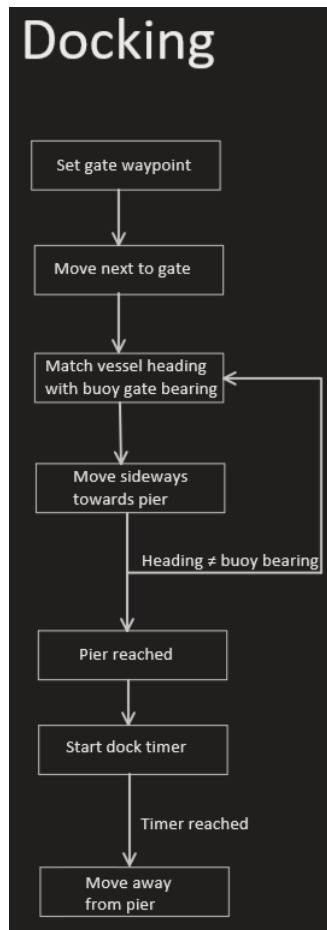 Docking
Set gate waypoint
Move next to gate
Match vessel heading
with buoy gate bearing
Move sideways
towards pier
Heading ≠ buoy bearing
Pier reached
Start dock timer
Timer reached
Move away
from pier